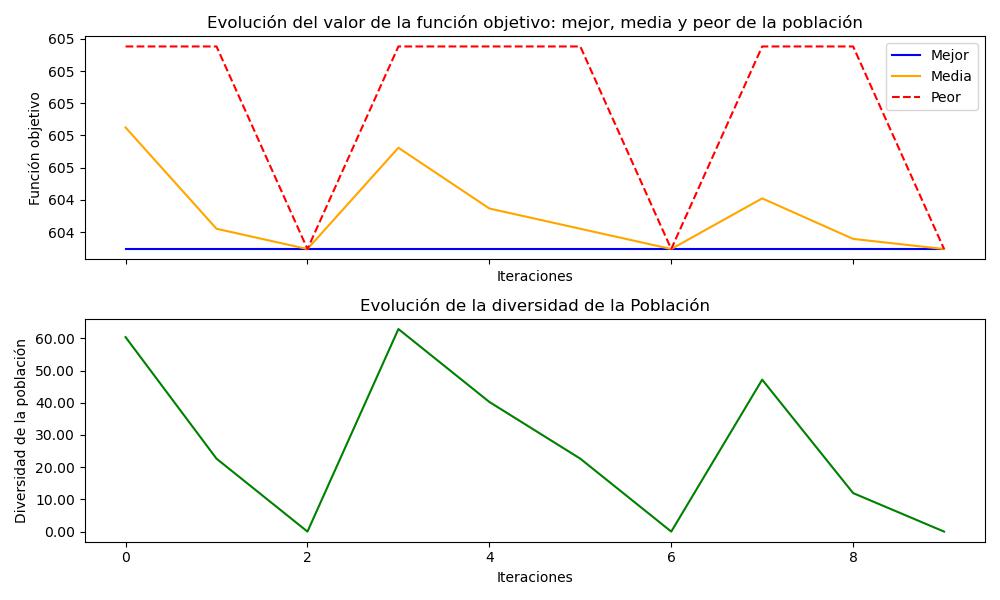 Evolución del valor de la función objetivo: mejor, media y peor de la población
605
605
605
605
605
604
604
Función objetivo
Mejor
Media
Peor
Iteraciones
Evolución de la diversidad de la Población
60.00
50.00
40.00
30.00
20.00
10.00
0.00
Diversidad de la población
0 2 4 6 8
Iteraciones